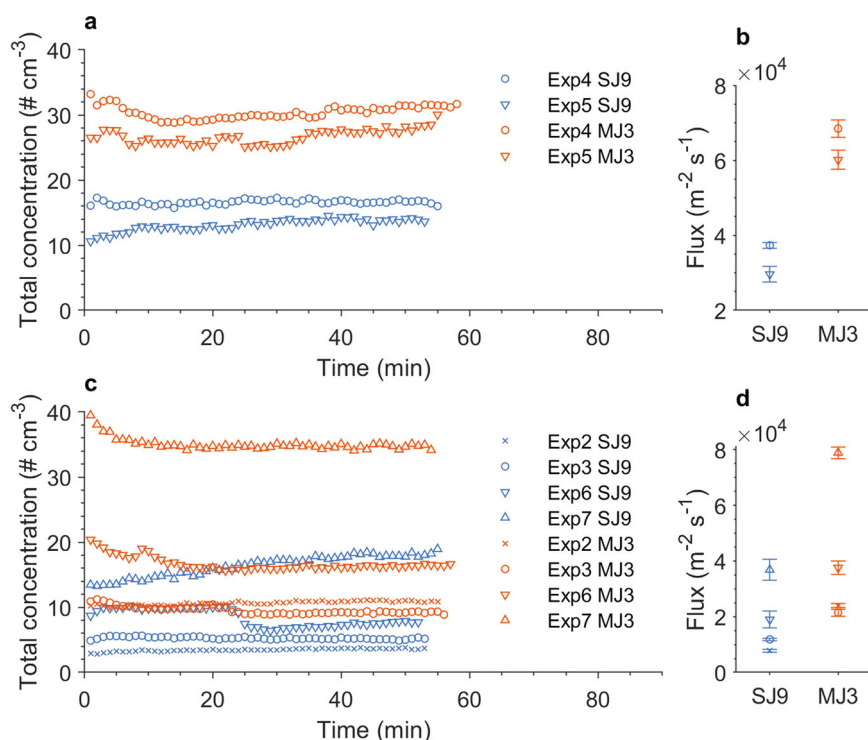 a
b
Total concentration (# cm-3)
40
30
20
10
0
0
20
40
60
80
Time (min)
Exp4 SJ9
Exp5 SJ9
Exp4 MJ3
Exp5 MJ3
×10⁴
Flux (m-2 s-1)
8
6
4
2
SJ9 MJ3
c
d
Total concentration (# cm-3)
40
30
20
10
0
0
20
40
60
80
Time (min)
Exp2 SJ9
Exp3 SJ9
Exp6 SJ9
Exp7 SJ9
Exp2 MJ3
Exp3 MJ3
Exp6 MJ3
Exp7 MJ3
×10⁴
Flux (m-2 s-1)
8
6
4
2
0
SJ9 MJ3